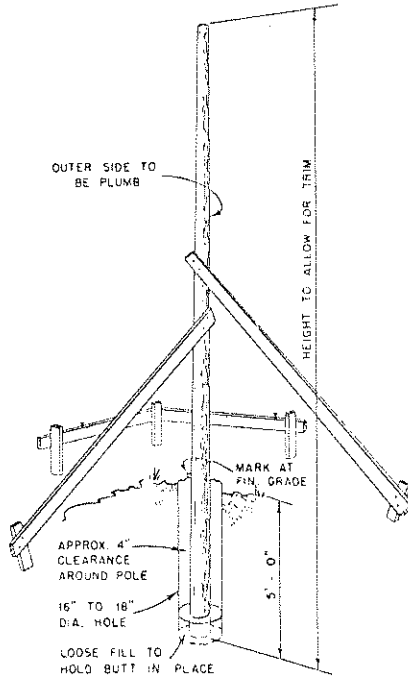 OUTER SIDE TO
BE PLUMB
HEIGHT TO ALLOW FOR TRIM
MARK AT
FIN. GRADE
APPROX. 4"
CLEARANCE
AROUND POLE
5' - 0"
16" TO 18"
DIA. HOLE
LOOSE FILL TO
HOLD BUTT IN PLACE